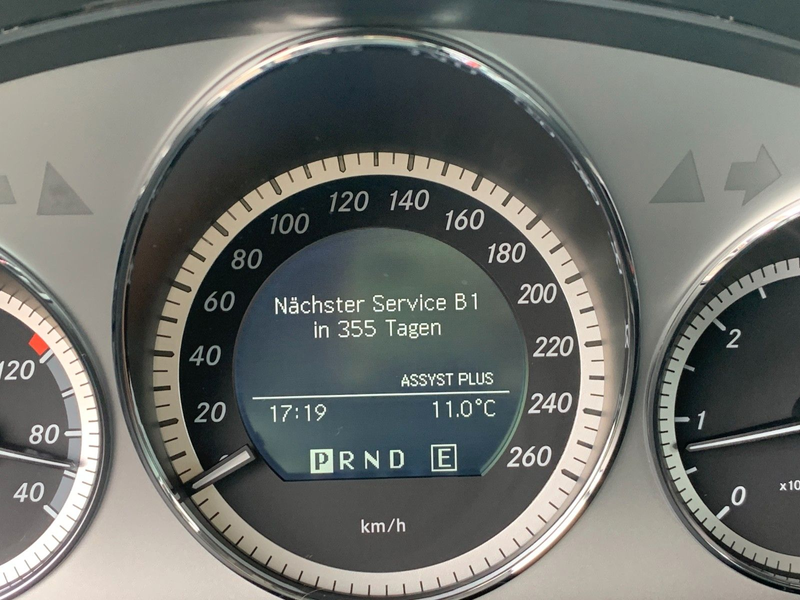 120 140
100 160
80 180
60 200
40 220
20 240
260
Nächster Service B1
in 355 Tagen
ASSYST PLUS
17:19 11.0°C
P R N D E
km/h
120
80
40
2
1
0
x10